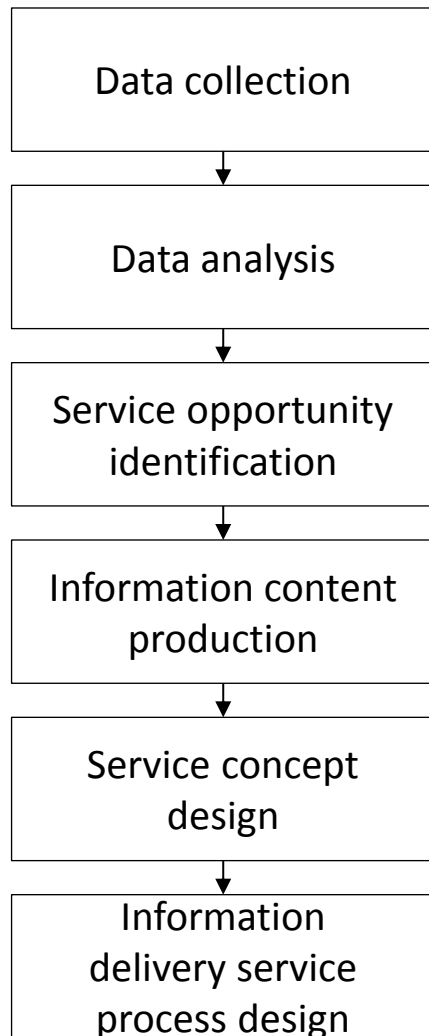 Data collection
Data analysis
Service opportunity
identification
Information content
production
Service concept
design
Information
delivery service
process design